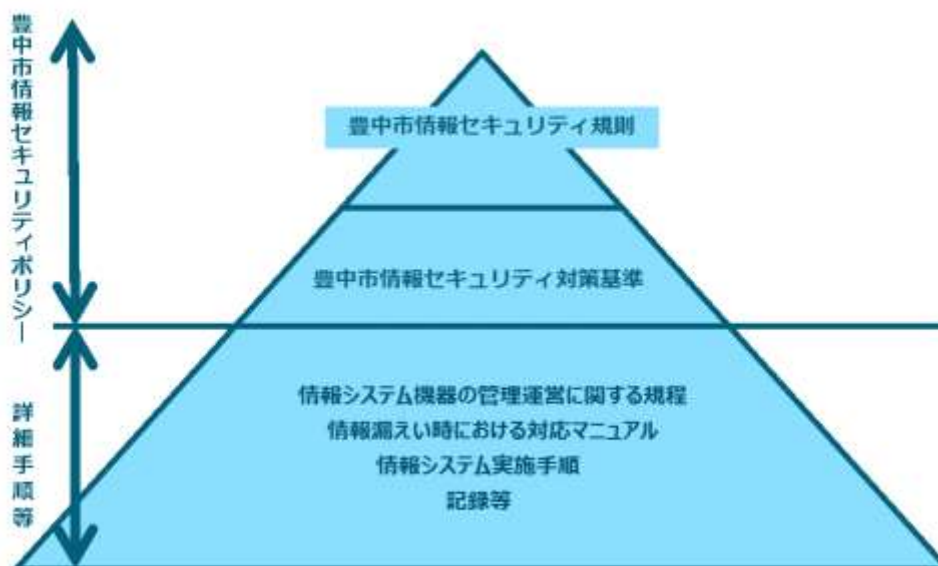 豊中市情報セキュリティポリシー
豊中市情報セキュリティ規則
豊中市情報セキュリティ対策基準
詳細手順等
情報システム機器の管理運営に関する規程
情報漏えい時における対応マニュアル
情報システム実施手順
記録等